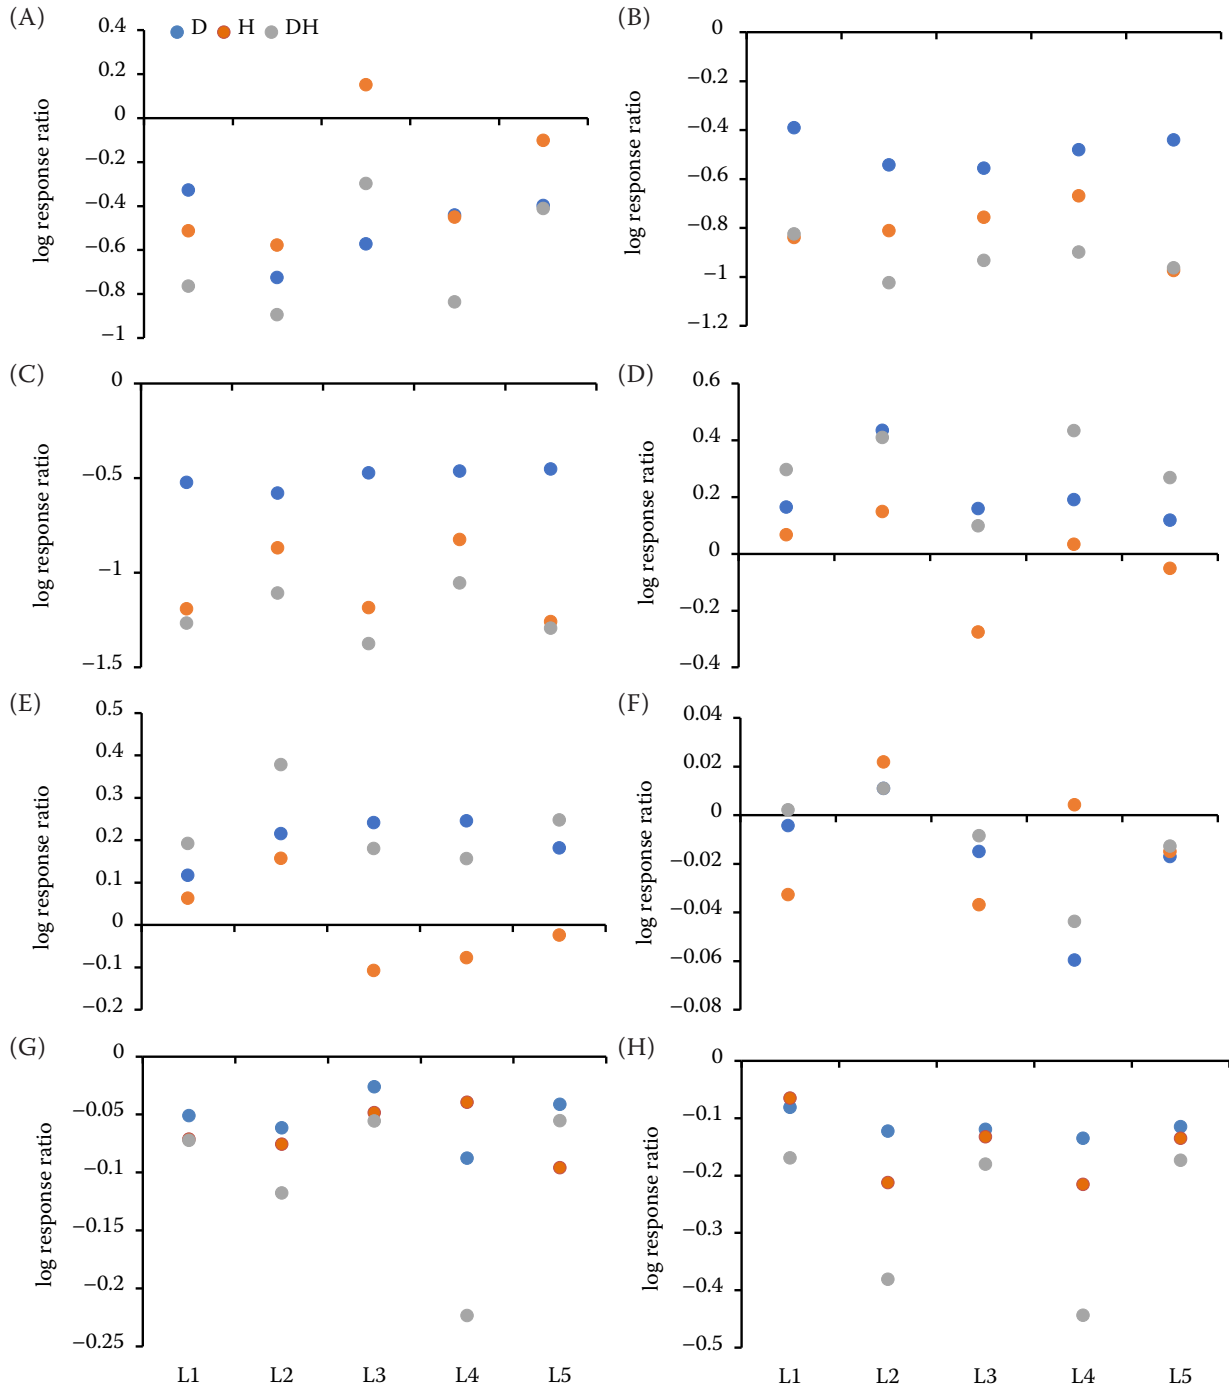 (A)
0.4
D H DH
0.2
0
−0.2
−0.4
−0.6
−0.8
−1
log response ratio
(B)
0
−0.2
−0.4
−0.6
−0.8
−1
−1.2
log response ratio
(C)
0
−0.5
−1
−1.5
log response ratio
(D)
0.6
0.4
0.2
0
−0.2
−0.4
log response ratio
(E)
0.5
0.4
0.3
0.2
0.1
0
−0.1
−0.2
log response ratio
(F)
0.04
0.02
0
−0.02
−0.04
−0.06
−0.08
log response ratio
(G)
0
−0.05
−0.1
−0.15
−0.2
−0.25
log response ratio
L1 L2 L3 L4 L5
(H)
0
−0.1
−0.2
−0.3
−0.4
−0.5
log response ratio
L1 L2 L3 L4 L5